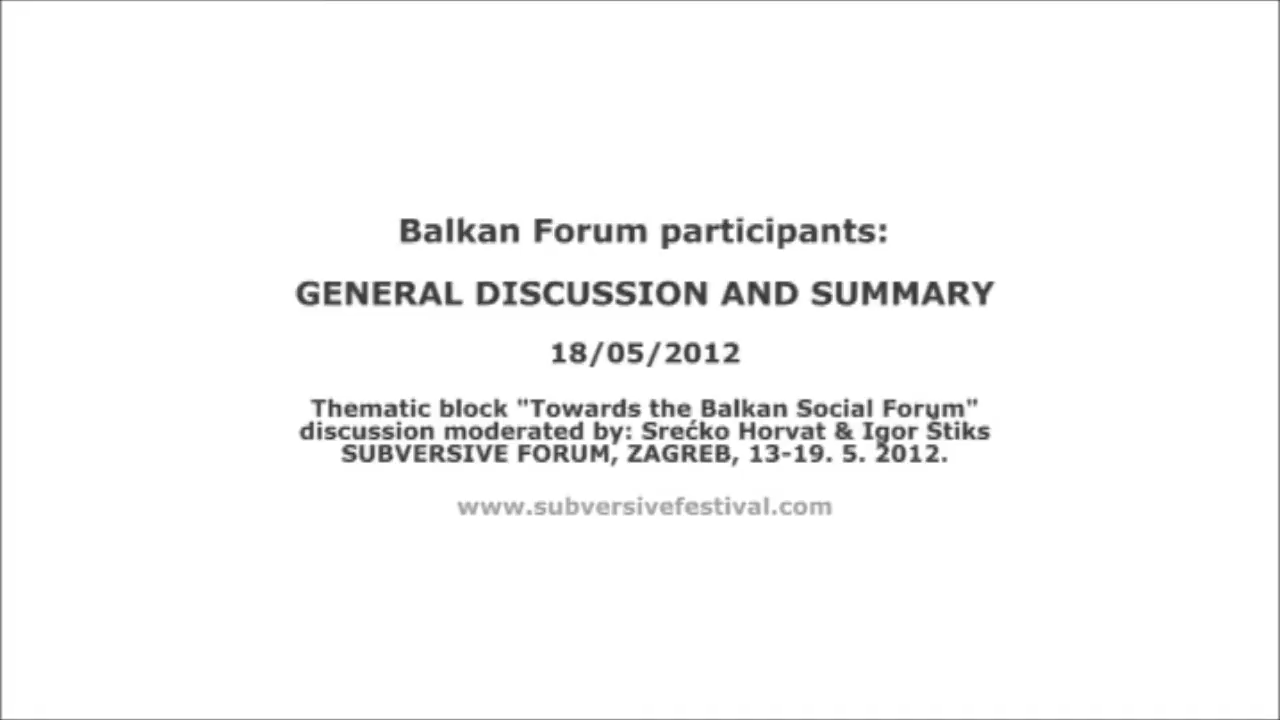 Balkan Forum participants:
GENERAL DISCUSSION AND SUMMARY
18/05/2012
Thematic block "Towards the Balkan Social Forum"
discussion moderated by: Srećko Horvat & Igor Štiks
SUBVERSIVE FORUM, ZAGREB, 13-19. 5. 2012.
www.subversivefestival.com